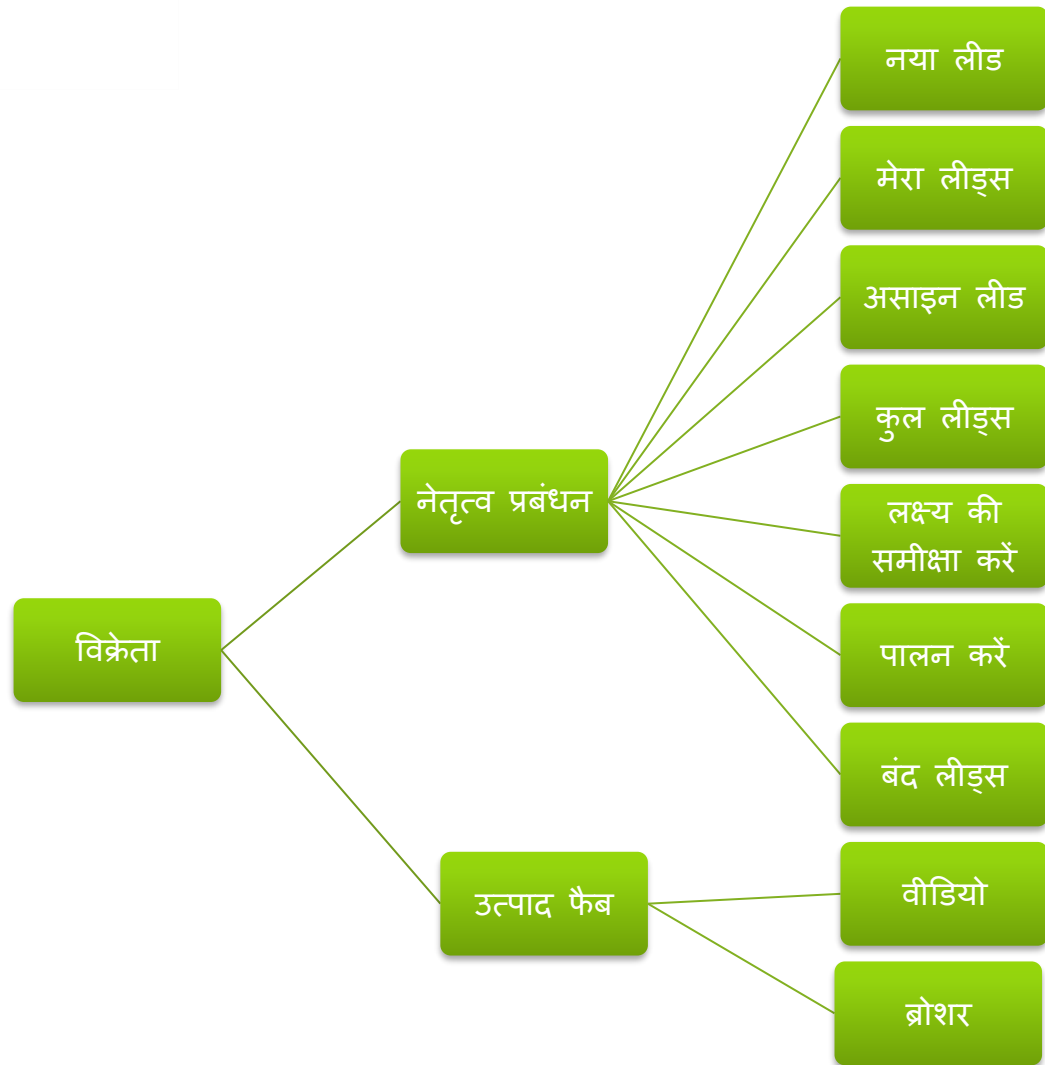 नया लीड
मेरा लीड्स
असाइन लीड
कुल लीड्स
नेतृत्व प्रबंधन
लक्ष्य की
समीक्षा करें
विक्रेता
पालन करें
बंद लीड्स
उत्पाद फैब
वीडियो
ब्रोशर